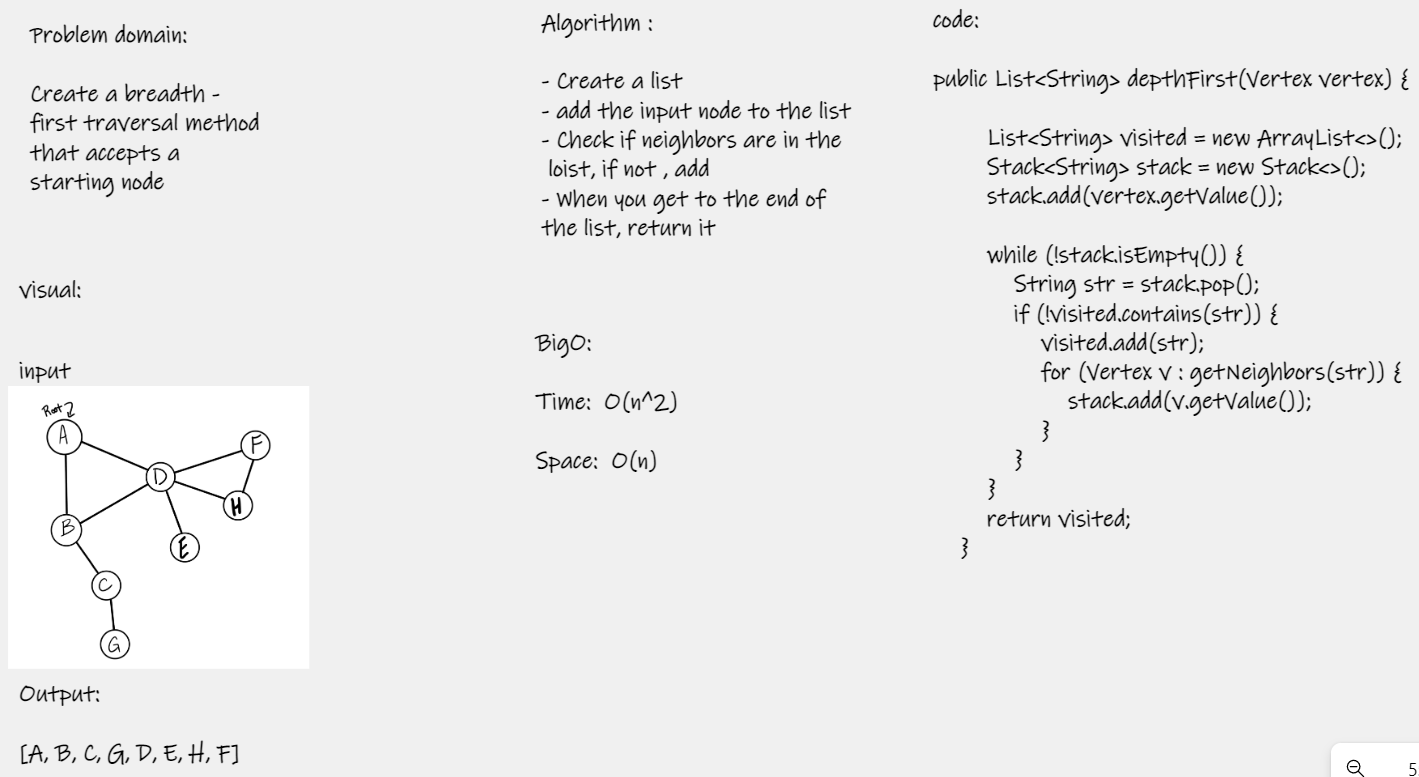 Problem domain:
Create a breadth -
first traversal method
that accepts a
starting node
visual:
input
Root
A
F
D
H
B
E
C
G
Output:
[A, B, C, G, D, E, H, F]
Algorithm :
- Create a list
- add the input node to the list
- Check if neighbors are in the
loist, if not , add
- When you get to the end of
the list, return it
BigO:
Time: O(n^2)
Space: O(n)
code:
public List<String> depthFirst(Vertex vertex) {
List<String> visited = new ArrayList<>();
Stack<String> stack = new Stack<>();
stack.add(vertex.getValue());
while (!stack.isEmpty()) {
String str = stack.pop();
if (!visited.contains(str)) {
visited.add(str);
for (Vertex v : getNeighbors(str)) {
stack.add(v.getValue());
}
}
}
return visited;
}
5